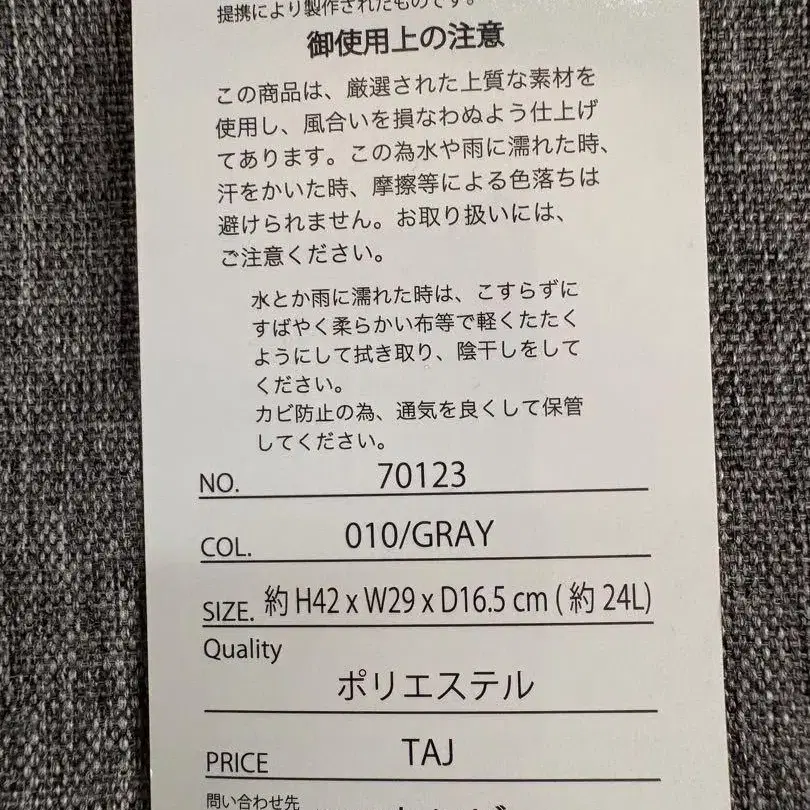 提携により製作されたものです。
御使用上の注意
この商品は、厳選された上質な素材を
使用し、風合いを損なわぬよう仕上げ
てあります。この為水や雨に濡れた時、
汗をかいた時、摩擦等による色落ちは
避けられません。お取り扱いには、
ご注意ください。
水とか雨に濡れた時は、こすらずに
すばやく柔らかい布等で軽くたたく
ようにして拭き取り、陰干しをして
ください。
カビ防止の為、通気を良くして保管
してください。
NO. 70123
COL. 010/GRAY
SIZE. 約 H42 x W29 x D16.5 cm ( 約 24L)
Quality
ポリエステル
PRICE TAJ
問い合わせ先